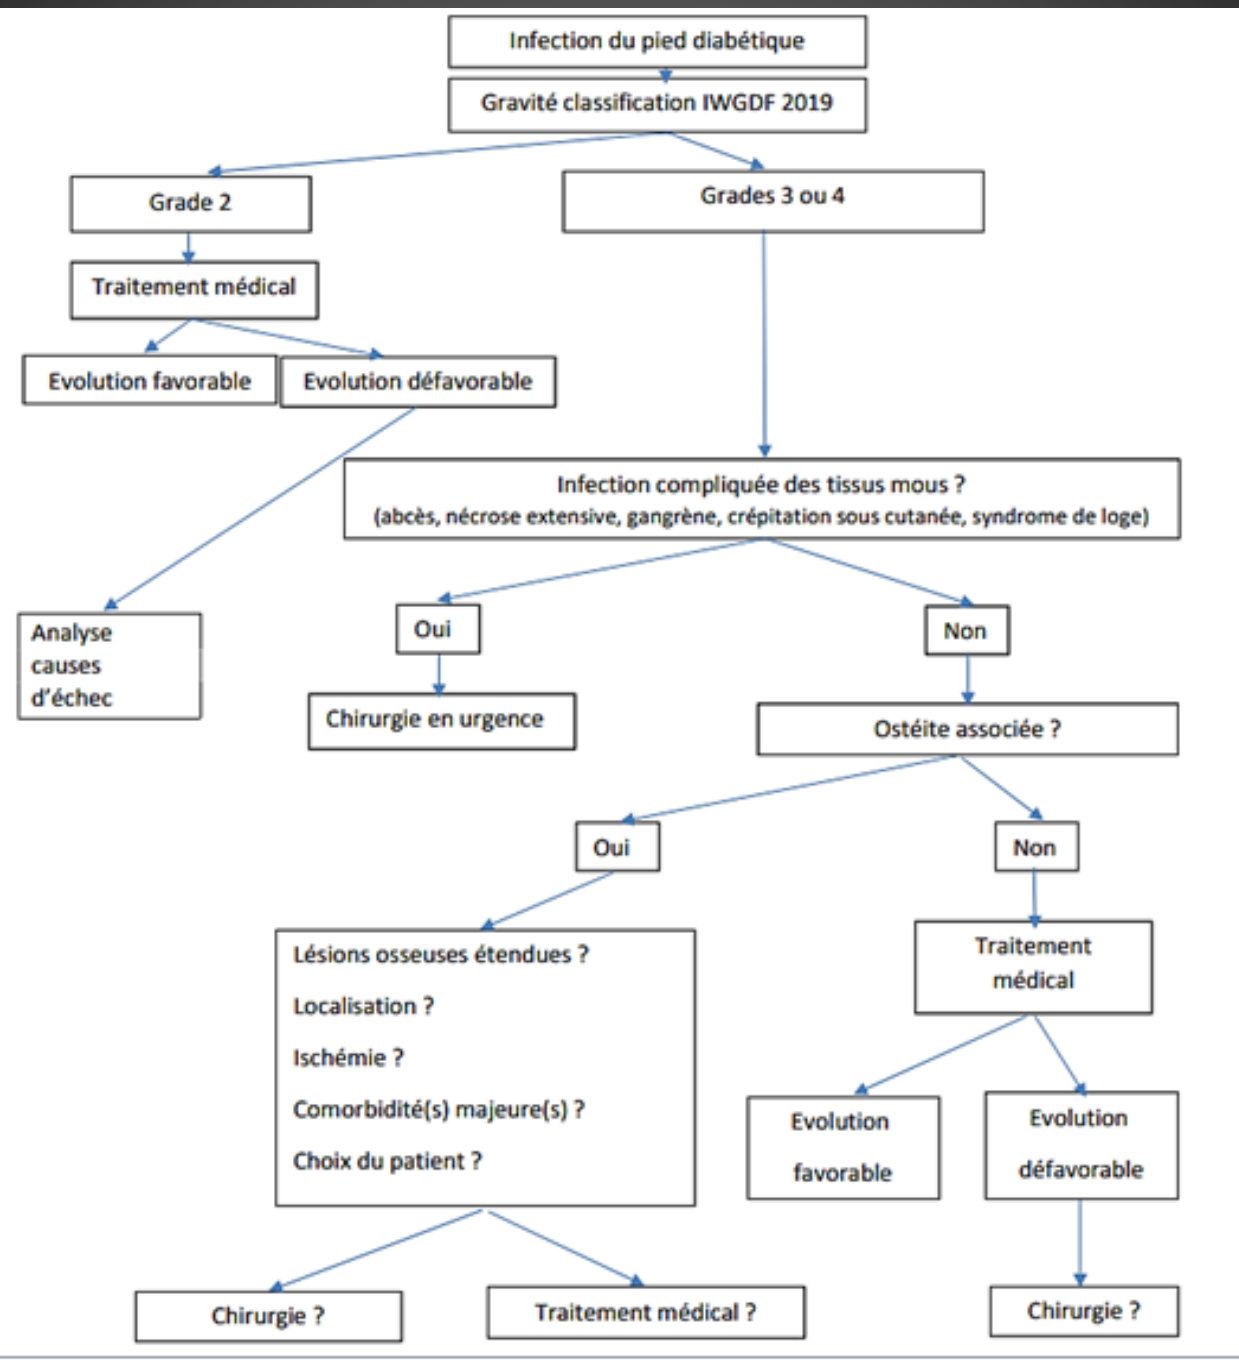 Infection du pied diabétique
Gravité classification IWGDF 2019
Grade 2
Grades 3 ou 4
Traitement médical
Evolution favorable
Evolution défavorable
Infection compliquée des tissus mous ?
(abcès, nécrose extensive, gangrène, crépitation sous cutanée, syndrome de loge)
Analyse
causes
d'échec
Oui
Non
Chirurgie en urgence
Ostéite associée ?
Oui
Non
Lésions osseuses étendues ?
Localisation ?
Ischémie ?
Comorbidité(s) majeure(s) ?
Choix du patient ?
Traitement
médical
Evolution
favorable
Evolution
défavorable
Chirurgie ?
Traitement médical ?
Chirurgie ?